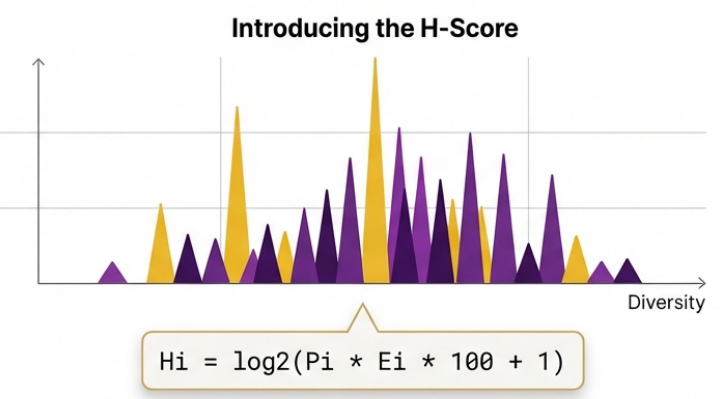 Introducing the H-Score
Diversity
Hi = log2(Pi * Ei * 100 + 1)